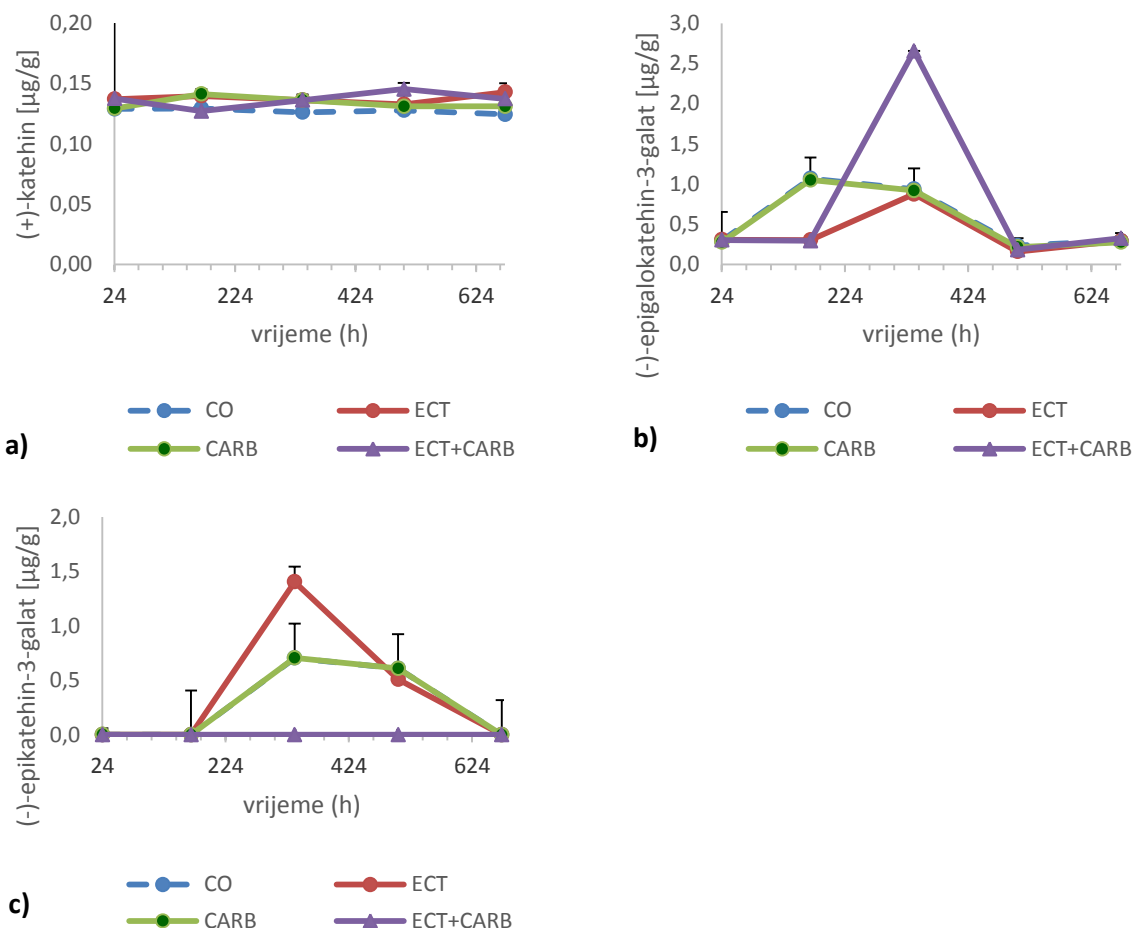 0,20
0,15
0,10
0,05
0,00
(+)-katehin [µg/g]
24 224 424 624
vrijeme (h)
CO ECT
CARB ECT+CARB
a)
3,0
2,5
2,0
1,5
1,0
0,5
0,0
(-)-epigalokatehin-3-galat [µg/g]
24 224 424 624
vrijeme (h)
CO ECT
CARB ECT+CARB
b)
2,0
1,5
1,0
0,5
0,0
(-)-epikatehin-3-galat [µg/g]
24 224 424 624
vrijeme (h)
CO ECT
CARB ECT+CARB
c)